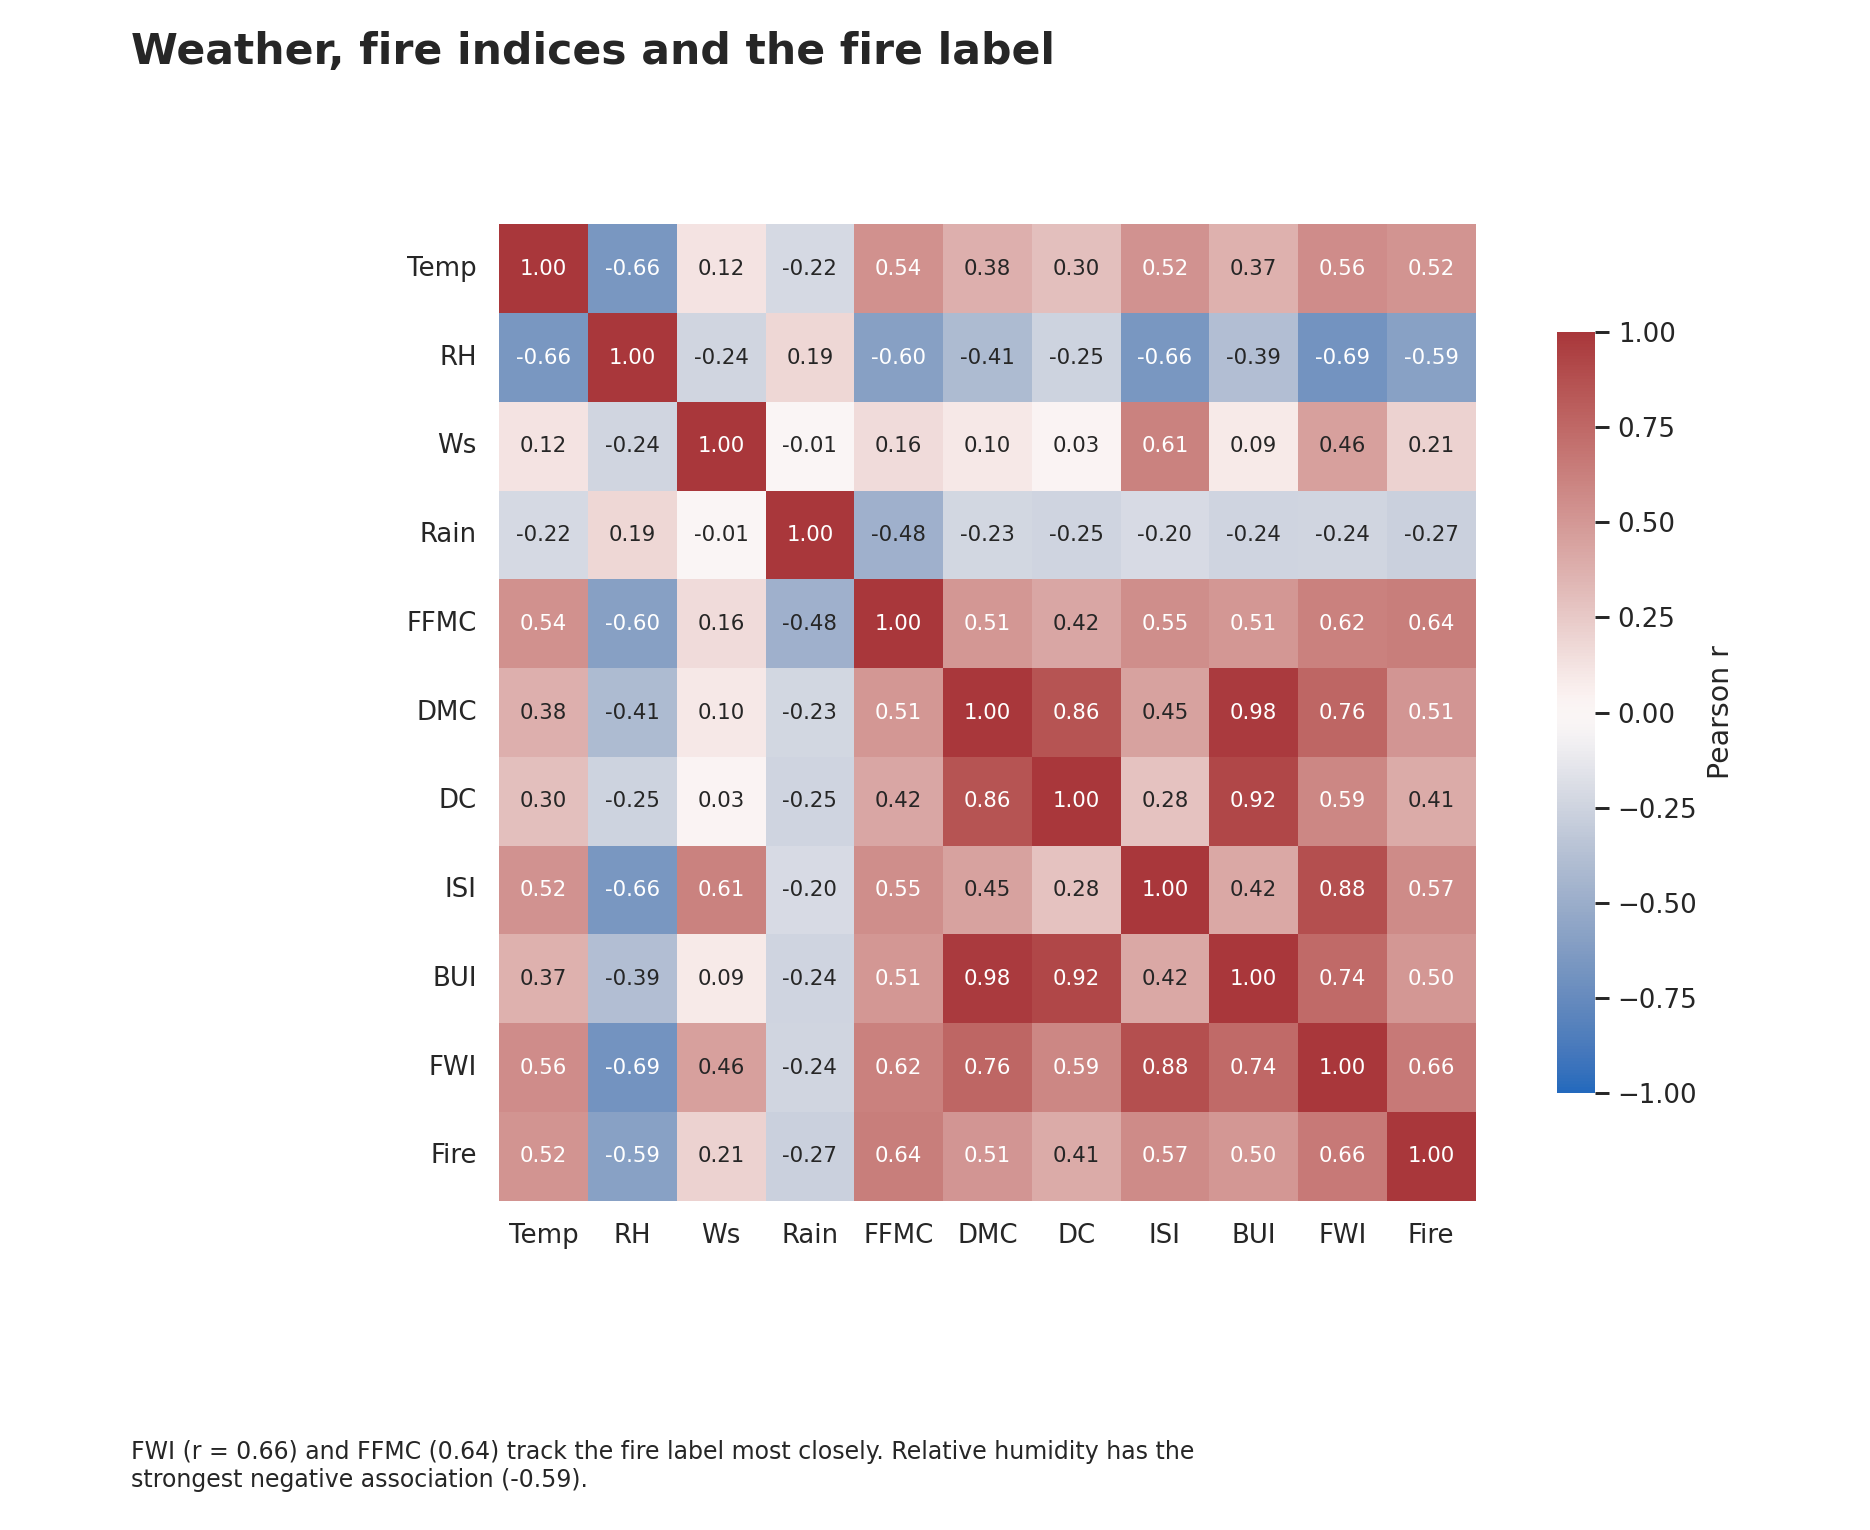 Weather, fire indices and the fire label
Temp 1.00 -0.66 0.12 -0.22 0.54 0.38 0.30 0.52 0.37 0.56 0.52
RH -0.66 1.00 -0.24 0.19 -0.60 -0.41 -0.25 -0.66 -0.39 -0.69 -0.59
Ws 0.12 -0.24 1.00 -0.01 0.16 0.10 0.03 0.61 0.09 0.46 0.21
Rain -0.22 0.19 -0.01 1.00 -0.48 -0.23 -0.25 -0.20 -0.24 -0.24 -0.27
FFMC 0.54 -0.60 0.16 -0.48 1.00 0.51 0.42 0.55 0.51 0.62 0.64
DMC 0.38 -0.41 0.10 -0.23 0.51 1.00 0.86 0.45 0.98 0.76 0.51
DC 0.30 -0.25 0.03 -0.25 0.42 0.86 1.00 0.28 0.92 0.59 0.41
ISI 0.52 -0.66 0.61 -0.20 0.55 0.45 0.28 1.00 0.42 0.88 0.57
BUI 0.37 -0.39 0.09 -0.24 0.51 0.98 0.92 0.42 1.00 0.74 0.50
FWI 0.56 -0.69 0.46 -0.24 0.62 0.76 0.59 0.88 0.74 1.00 0.66
Fire 0.52 -0.59 0.21 -0.27 0.64 0.51 0.41 0.57 0.50 0.66 1.00
Temp RH Ws Rain FFMC DMC DC ISI BUI FWI Fire
1.00
0.75
0.50
0.25
0.00
−0.25
−0.50
−0.75
−1.00
Pearson r
FWI (r = 0.66) and FFMC (0.64) track the fire label most closely. Relative humidity has the
strongest negative association (-0.59).